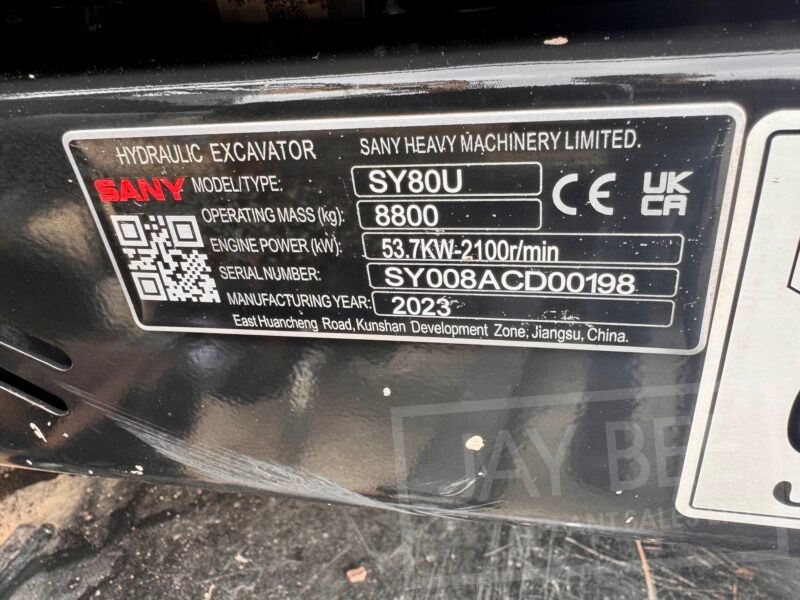 HYDRAULIC EXCAVATOR SANY HEAVY MACHINERY LIMITED.
SANY MODEL/TYPE: SY80U CE UK CA
OPERATING MASS (kg): 8800
ENGINE POWER (kW): 53.7KW-2100r/min
SERIAL NUMBER: SY008ACD00198
MANUFACTURING YEAR: 2023
East Huancheng Road, Kunshan Development Zone, Jiangsu, China.
JAY BE